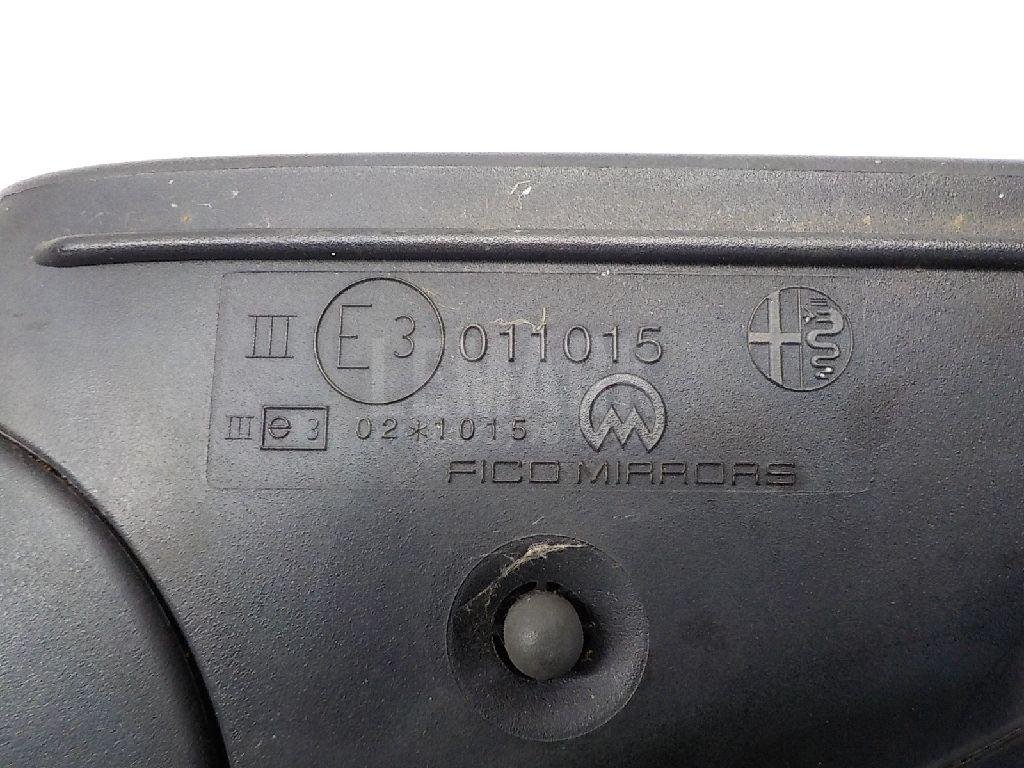 III E3 011015
III e3 02*1015
FICO MIRRORS